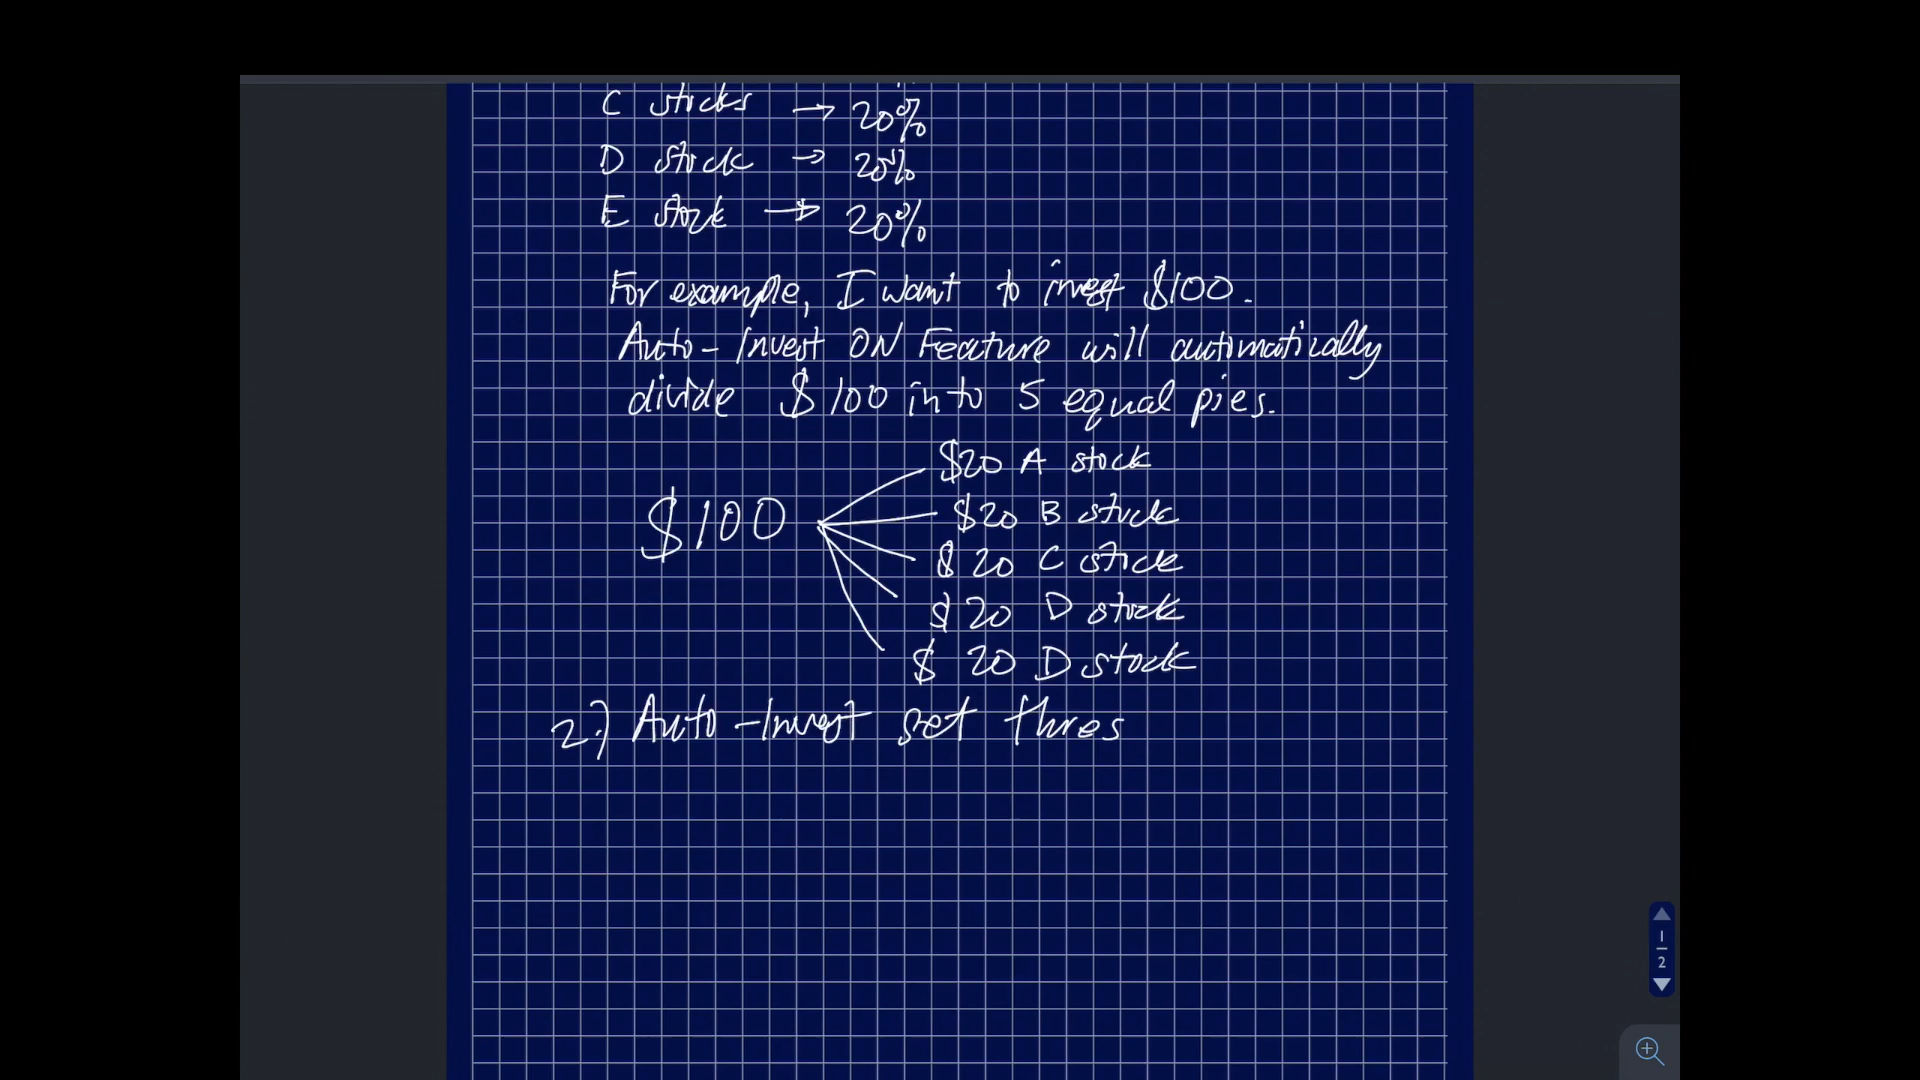 C stocks → 20%
D stock → 20%
E stock → 20%
For example, I want to invest $100.
Auto-Invest ON Feature will automatically
divide $100 into 5 equal pies.
$20 A stock
$100
$20 B stock
$20 C stock
$20 D stock
$20 D stock
2.) Auto-Invest set thres
1
2